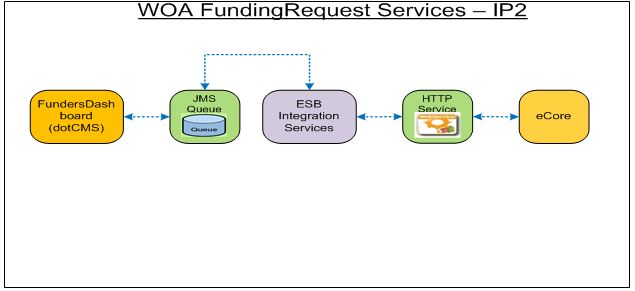 WOA FundingRequest Services – IP2
FundersDash
board
(dotCMS)
JMS
Queue
Queue
ESB
Integration
Services
HTTP
Service
eCore